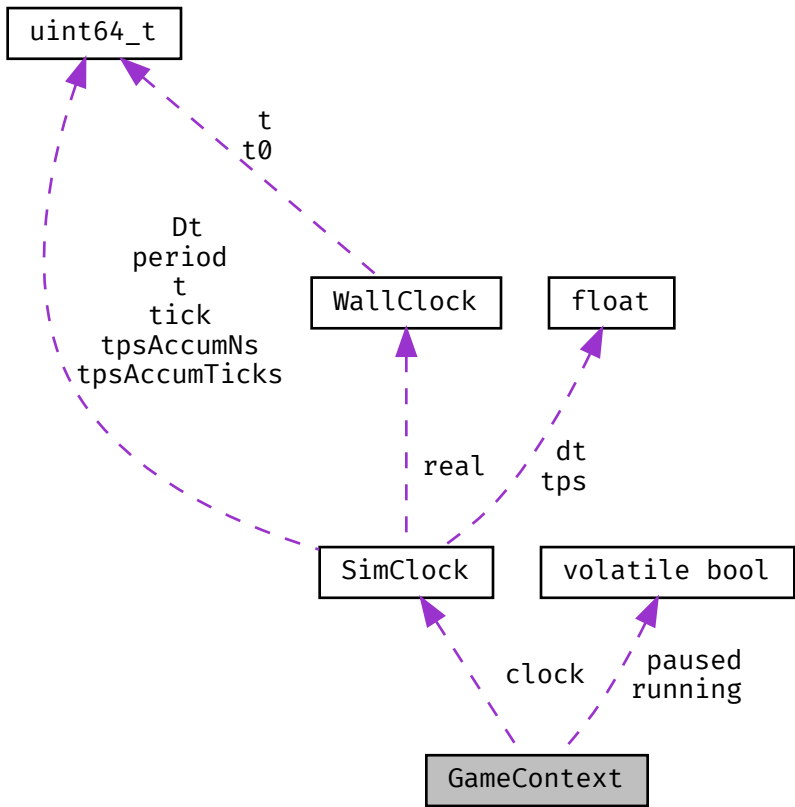 uint64_t
t
t0
Dt
period
t
tick
tpsAccumNs
tpsAccumTicks
WallClock
float
real
dt
tps
SimClock
volatile bool
clock
paused
running
GameContext